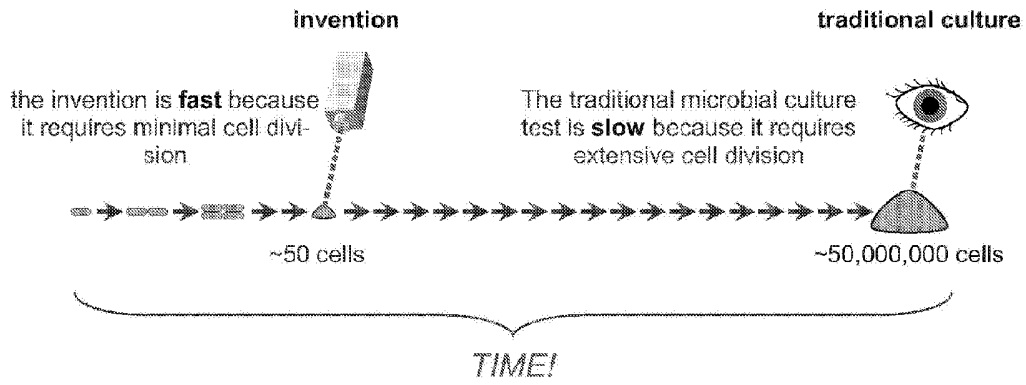 invention
traditional culture
the invention is fast because
it requires minimal cell divi-
sion
The traditional microbial culture
test is slow because it requires
extensive cell division
~50 cells
~50,000,000 cells
TIME!